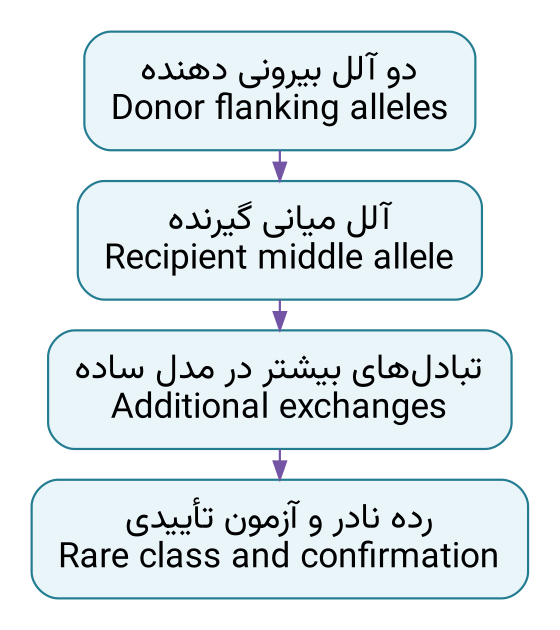 دو آلل بیرونی دهنده
Donor flanking alleles
آلل میانی گیرنده
Recipient middle allele
تبادل‌های بیشتر در مدل ساده
Additional exchanges
رده نادر و آزمون تأییدی
Rare class and confirmation